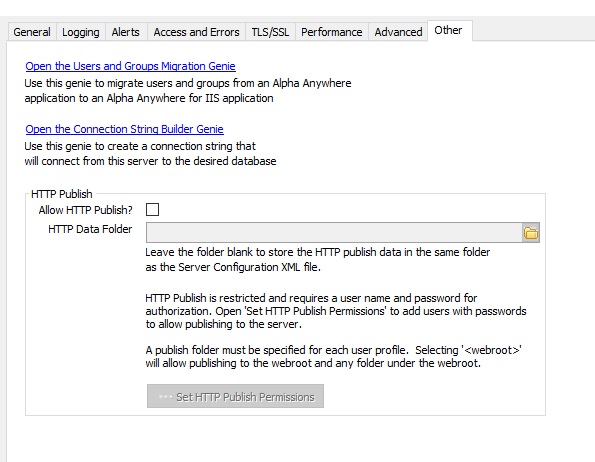 General Logging Alerts Access and Errors TLS/SSL Performance Advanced Other
Open the Users and Groups Migration Genie
Use this genie to migrate users and groups from an Alpha Anywhere
application to an Alpha Anywhere for IIS application
Open the Connection String Builder Genie
Use this genie to create a connection string that
will connect from this server to the desired database
HTTP Publish
Allow HTTP Publish?
HTTP Data Folder
Leave the folder blank to store the HTTP publish data in the same folder
as the Server Configuration XML file.
HTTP Publish is restricted and requires a user name and password for
authorization. Open 'Set HTTP Publish Permissions' to add users with passwords
to allow publishing to the server.
A publish folder must be specified for each user profile. Selecting '<webroot>'
will allow publishing to the webroot and any folder under the webroot.
··· Set HTTP Publish Permissions